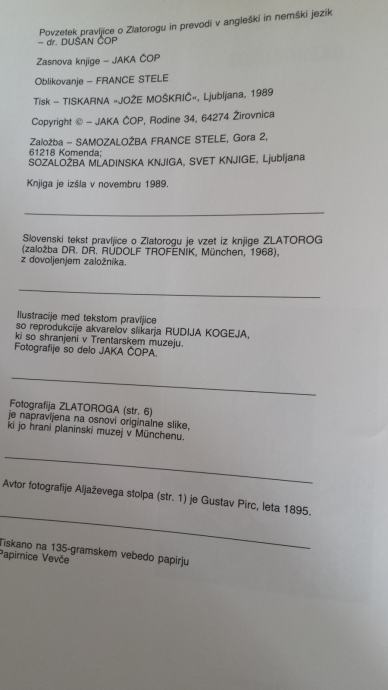 Povzetek pravljice o Zlatorogu in prevodi v angleški in nemški jezik
– dr. DUŠAN ČOP
Zasnova knjige – JAKA ČOP
Oblikovanje – FRANCE STELE
Tisk – TISKARNA »JOŽE MOŠKRIČ«, Ljubljana, 1989
Copyright © – JAKA ČOP, Rodine 34, 64274 Žirovnica
Založba – SAMOZALOŽBA FRANCE STELE, Gora 2,
61218 Komenda;
SOZALOŽBA MLADINSKA KNJIGA, SVET KNJIGE, Ljubljana
Knjiga je izšla v novembru 1989.
Slovenski tekst pravljice o Zlatorogu je vzet iz knjige ZLATOROG
(založba DR. DR. RUDOLF TROFENIK, München, 1968),
z dovoljenjem založnika.
Ilustracije med tekstom pravljice
so reprodukcije akvarelov slikarja RUDIJA KOGEJA,
ki so shranjeni v Trentarskem muzeju.
Fotografije so delo JAKA ČOPA.
Fotografija ZLATOROGA (str. 6)
je napravljena na osnovi originalne slike,
ki jo hrani planinski muzej v Münchenu.
Avtor fotografije Aljaževega stolpa (str. 1) je Gustav Pirc, leta 1895.
Tiskano na 135-gramskem vebedo papirju
Papirnice Vevče